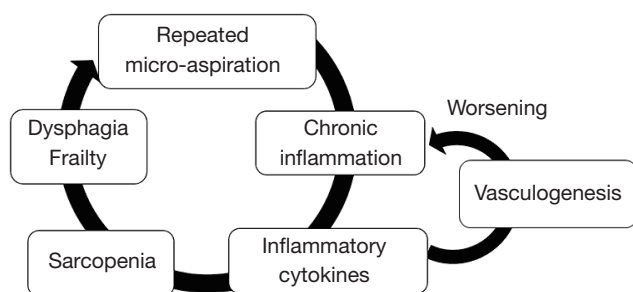 Repeated
micro-aspiration
Worsening
Dysphagia
Frailty
Chronic
inflammation
Vasculogenesis
Sarcopenia
Inflammatory
cytokines